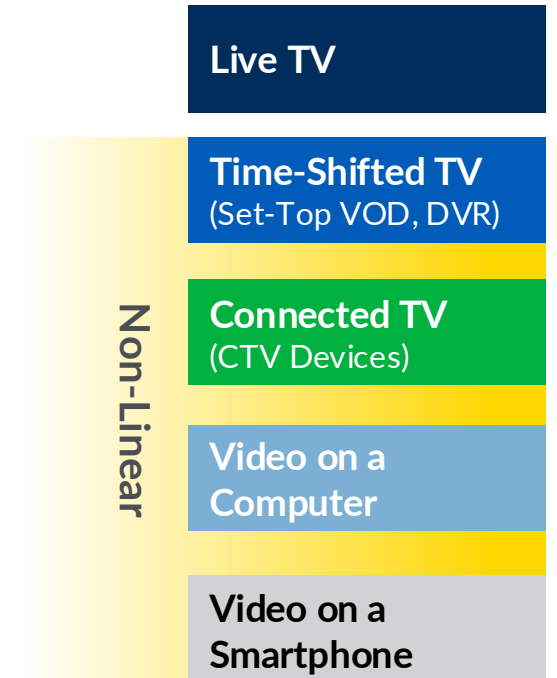 Live TV
Time-Shifted TV
(Set-Top VOD, DVR)
Connected TV
(CTV Devices)
Non-Linear
Video on a
Computer
Video on a
Smartphone